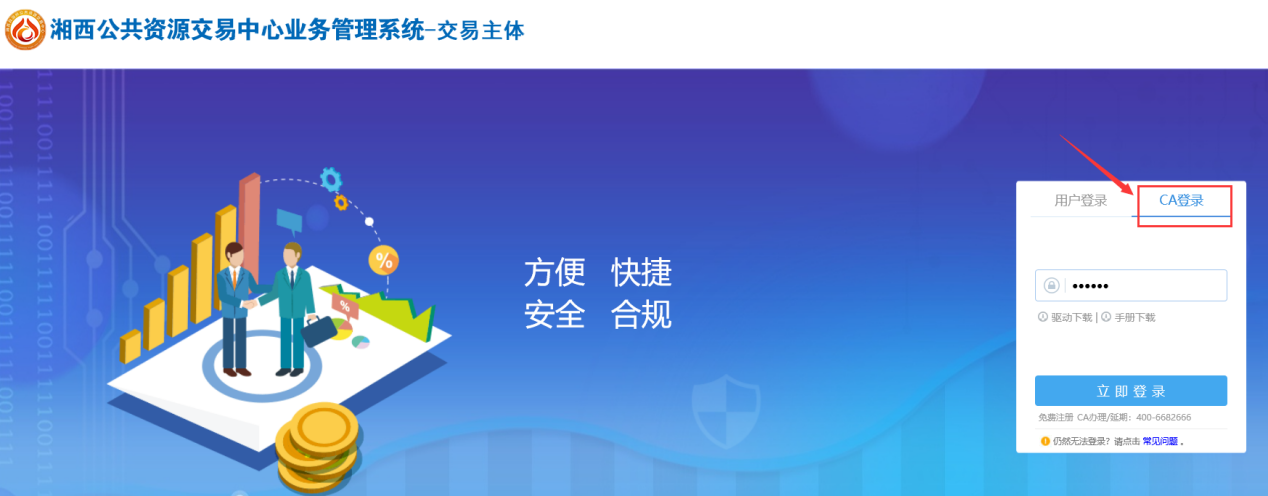 湘西公共资源交易中心业务管理系统-交易主体
用户登录 CA登录
方便 快捷
安全 合规
••••••
驱动下载 | 手册下载
立即登录
免费注册 CA办理/延期：400-6682666
仍然无法登录？请点击 常见问题 。
%
%